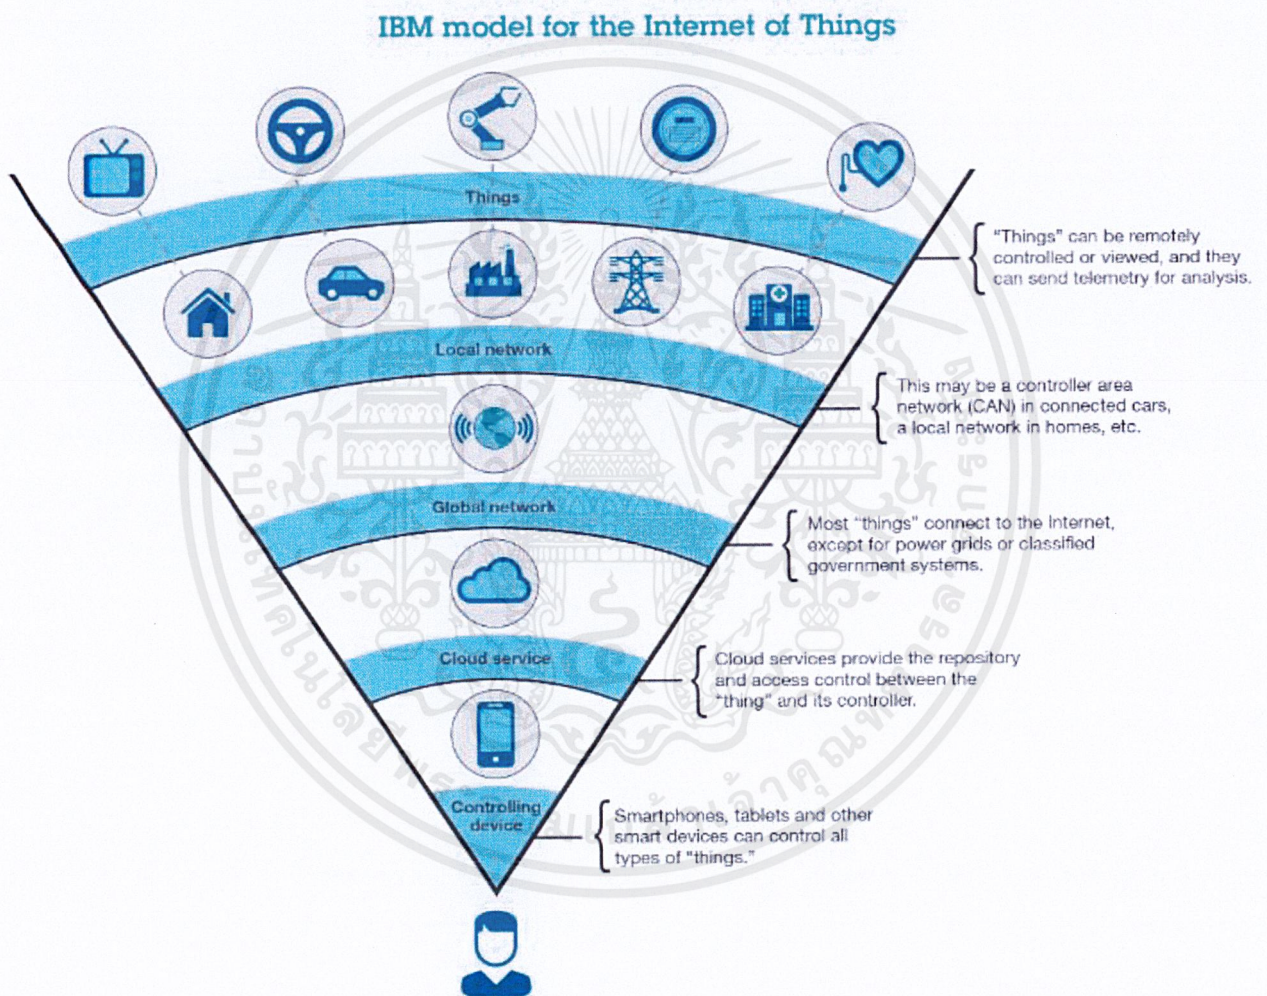 IBM model for the Internet of Things
Things
"Things" can be remotely
controlled or viewed, and they
can send telemetry for analysis.
Local network
This may be a controller area
network (CAN) in connected cars,
a local network in homes, etc.
Global network
Most "things" connect to the Internet,
except for power grids or classified
government systems.
Cloud service
Cloud services provide the repository
and access control between the
"thing" and its controller.
Controlling
device
Smartphones, tablets and other
smart devices can control all
types of "things."